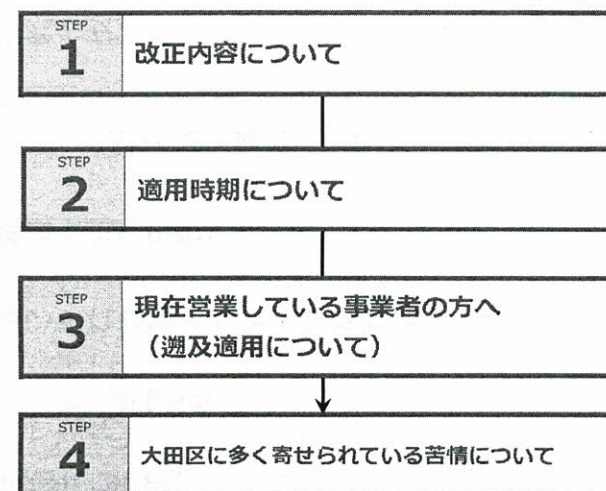 STEP
1
改正内容について
STEP
2
適用時期について
STEP
3
現在営業している事業者の方へ
（遡及適用について）
STEP
4
大田区に多く寄せられている苦情について